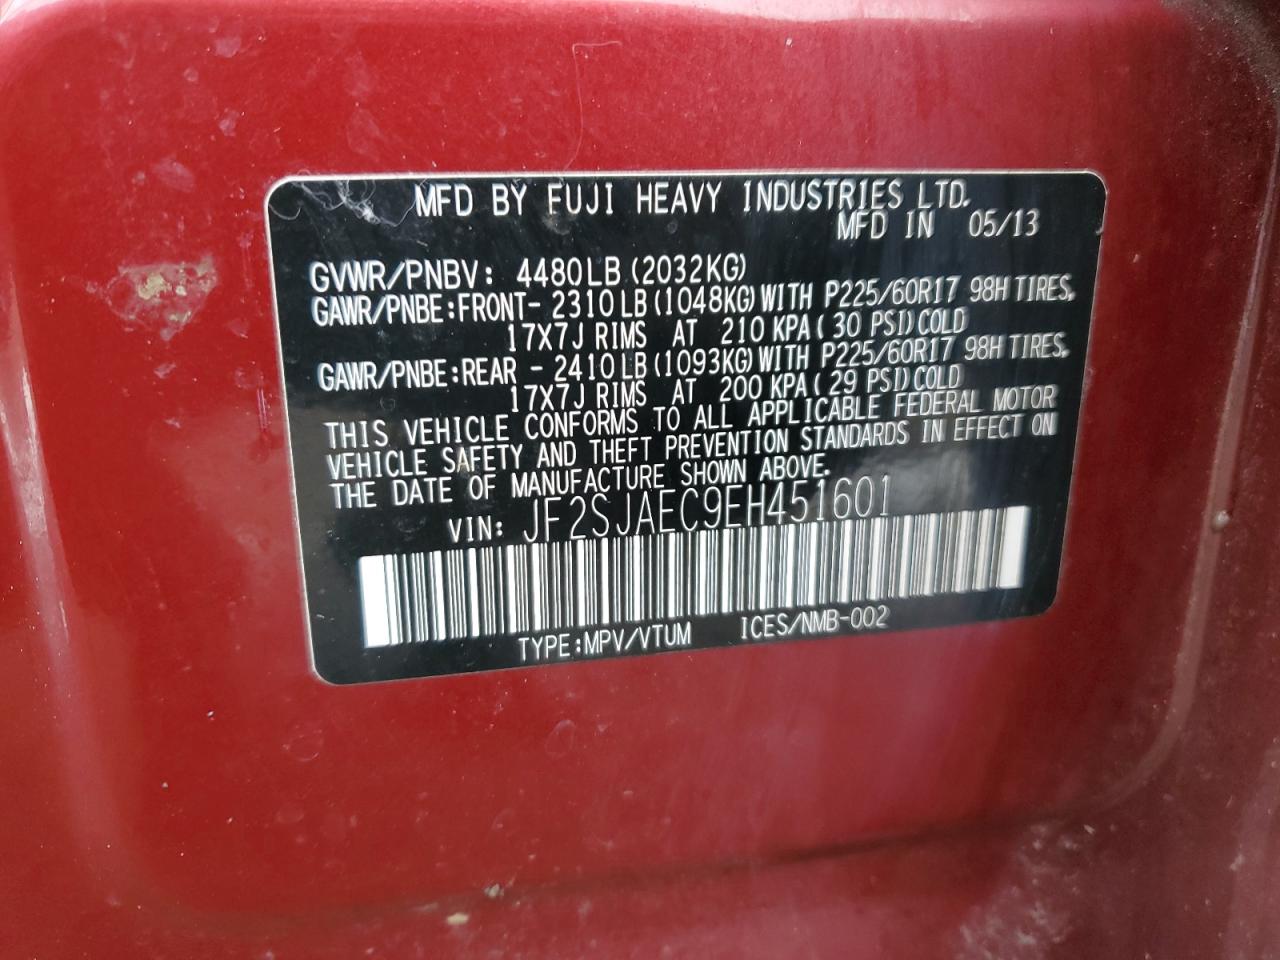 MFD BY FUJI HEAVY INDUSTRIES LTD.
MFD IN 05/13
GVWR/PNBV: 4480LB (2032KG)
GAWR/PNBE:FRONT- 2310LB (1048KG) WITH P225/60R17 98H TIRES,
17X7J RIMS AT 210 KPA ( 30 PSI) COLD
GAWR/PNBE:REAR - 2410LB (1093KG) WITH P225/60R17 98H TIRES,
17X7J RIMS AT 200 KPA ( 29 PSI) COLD
THIS VEHICLE CONFORMS TO ALL APPLICABLE FEDERAL MOTOR
VEHICLE SAFETY AND THEFT PREVENTION STANDARDS IN EFFECT ON
THE DATE OF MANUFACTURE SHOWN ABOVE.
VIN: JF2SJAEC9EH451601
TYPE:MPV/VTUM ICES/NMB-002